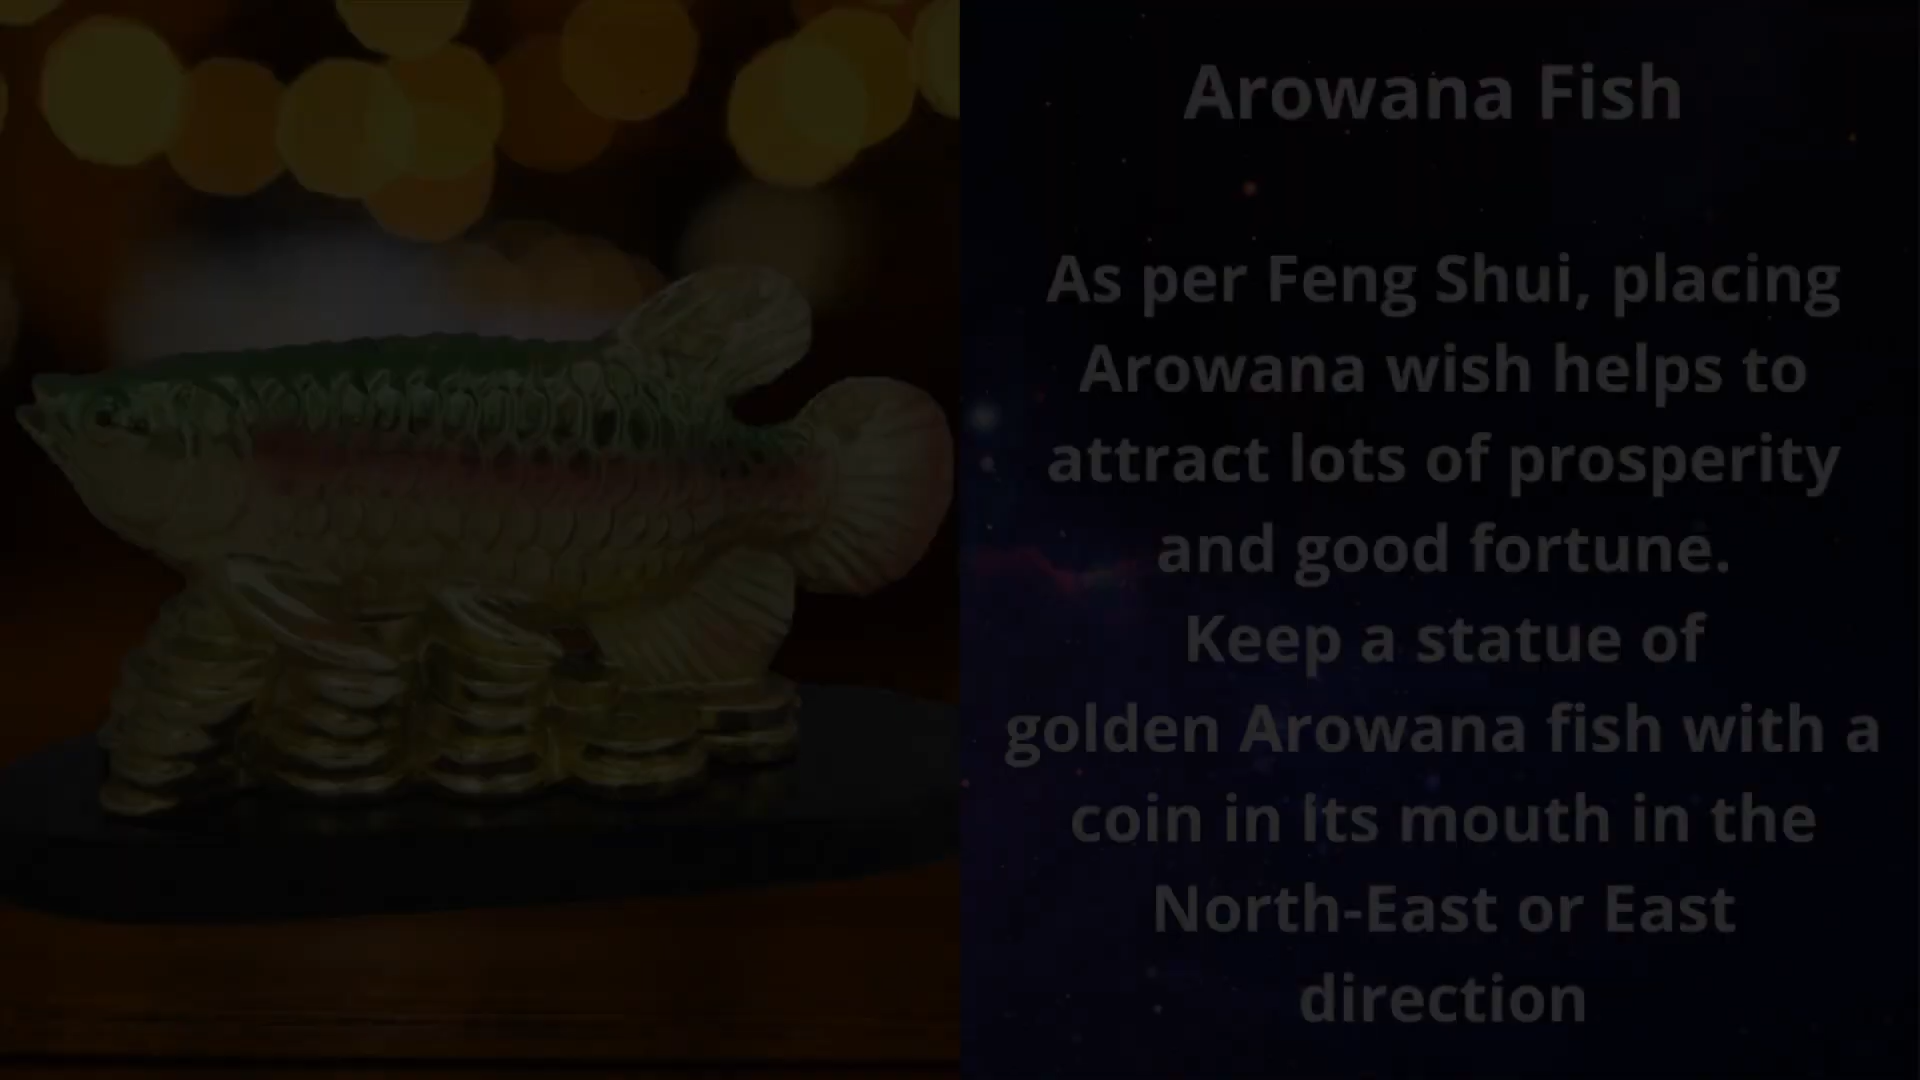 Arowana Fish
As per Feng Shui, placing
Arowana wish helps to
attract lots of prosperity
and good fortune.
Keep a statue of
golden Arowana fish with a
coin in its mouth in the
North-East or East
direction